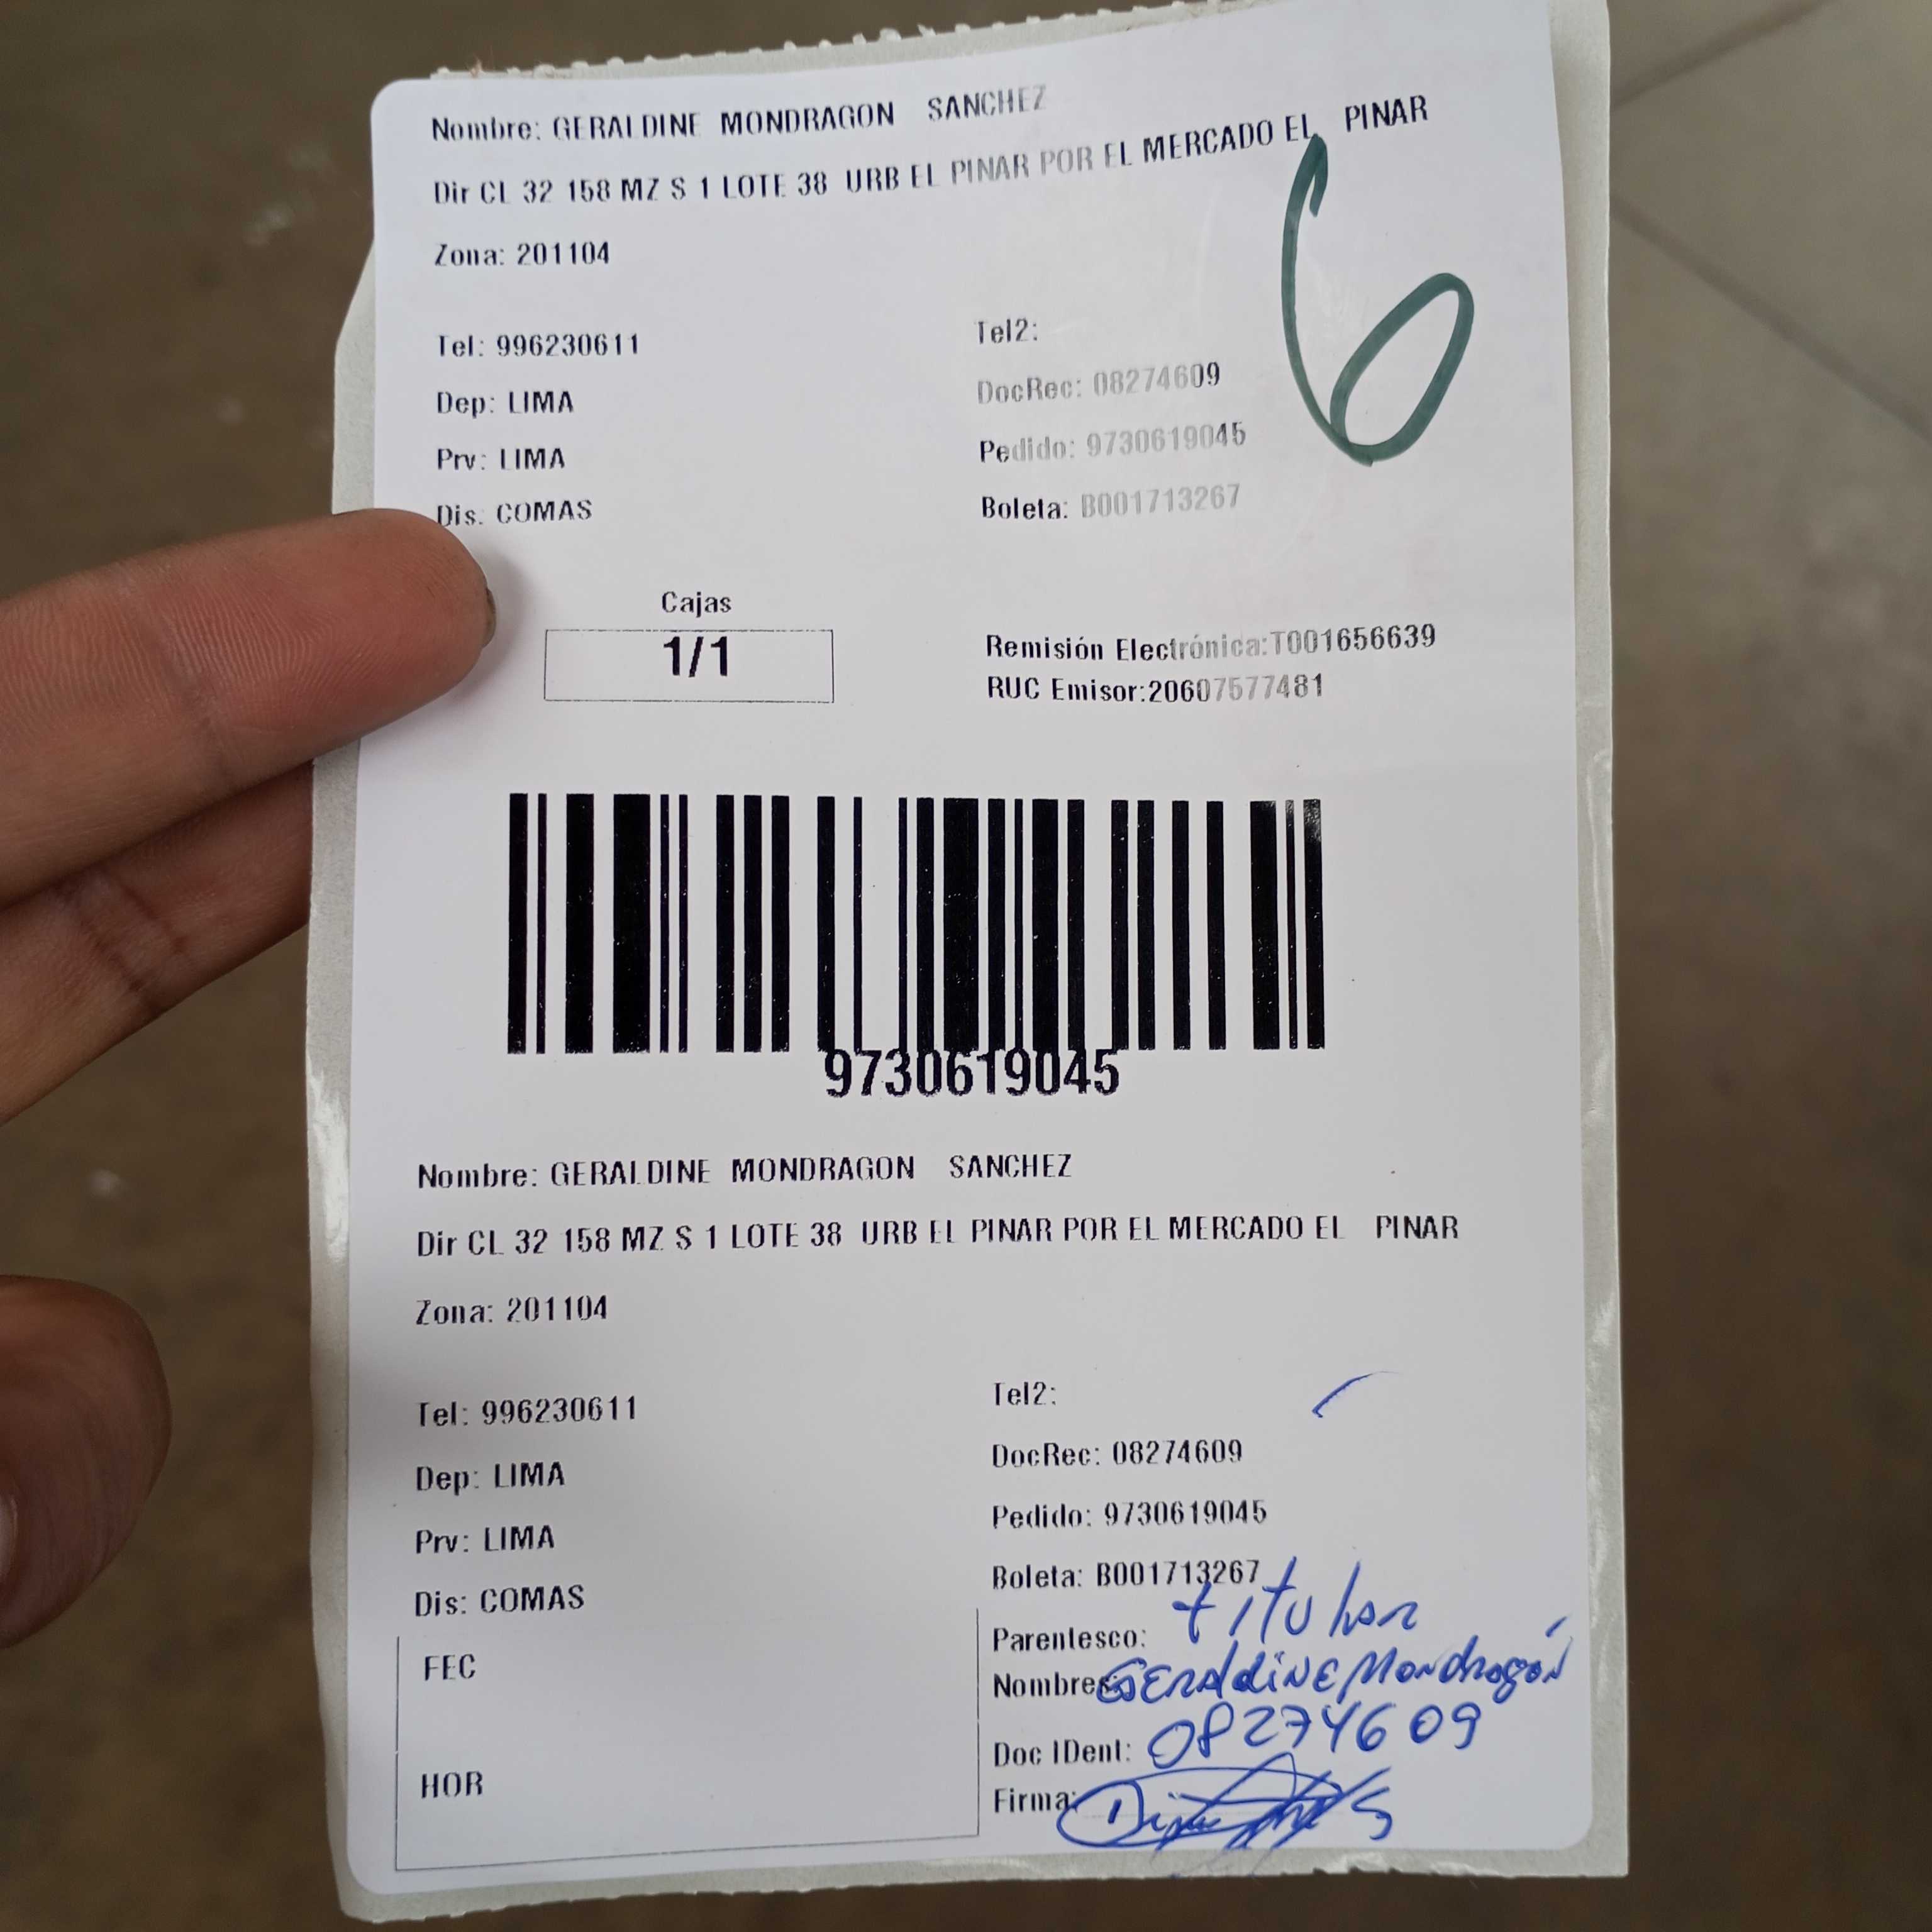 Nombre: GERALDINE MONDRAGON SANCHEZ
Dir CL 32 158 MZ S 1 LOTE 38 URB EL PINAR POR EL MERCADO EL PINAR
Zona: 201104
6
Tel: 996230611
Tel2:
Dep: LIMA
DocRec: 08274609
Prv: LIMA
Pedido: 9730619045
Dis: COMAS
Boleta: B001713267
Cajas
1/1
Remisión Electrónica:T001656639
RUC Emisor:20607577481
9730619045
Nombre: GERALDINE MONDRAGON SANCHEZ
Dir CL 32 158 MZ S 1 LOTE 38 URB EL PINAR POR EL MERCADO EL PINAR
Zona: 201104
Tel: 996230611
Tel2:
Dep: LIMA
DocRec: 08274609
Prv: LIMA
Pedido: 9730619045
Dis: COMAS
Boleta: B001713267
FEC
HOR
Parentesco: titular
Nombres: GERAldiNE MoNdragóN
Doc IDent: 08274609
Firma: